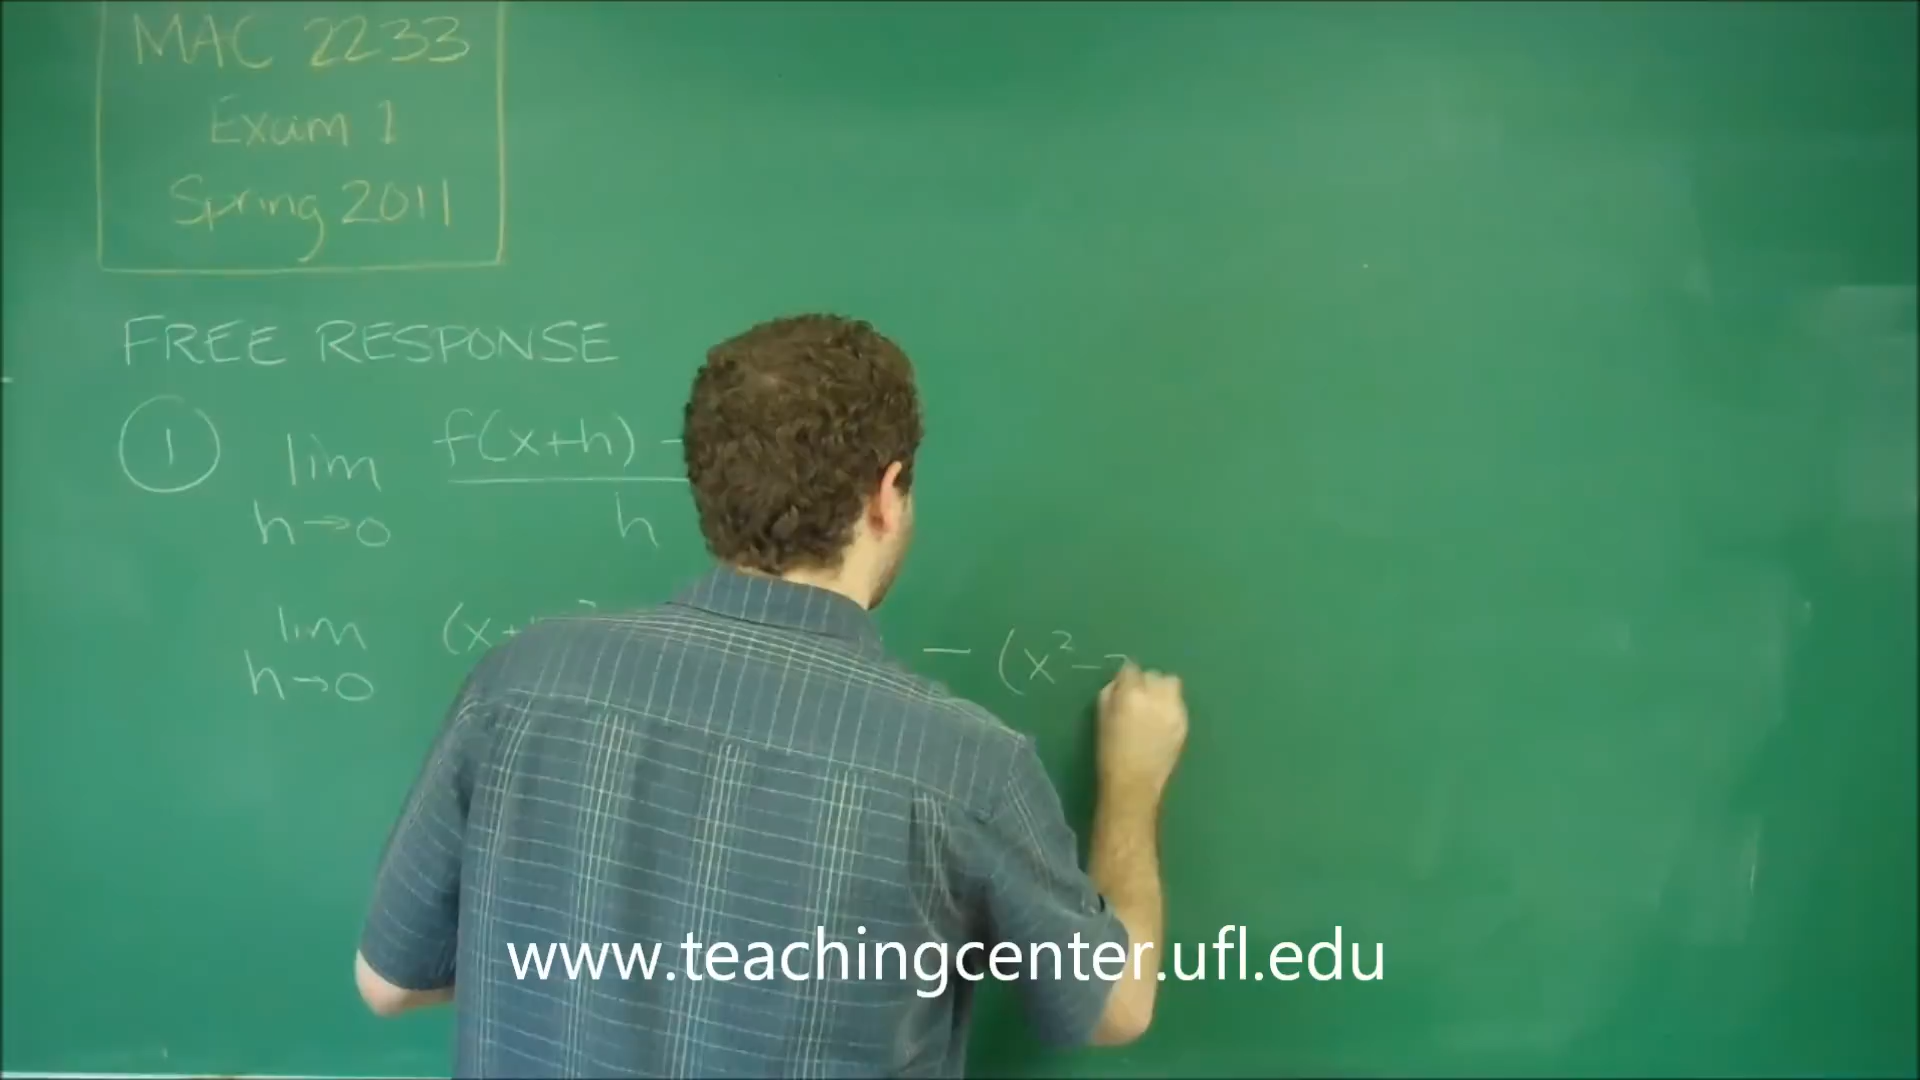 MAC 2233
Exam 1
Spring 2011
FREE RESPONSE
① lim f(x+h) -
h→0 h
lim (x+ - (x² -
h→0
www.teachingcenter.ufl.edu